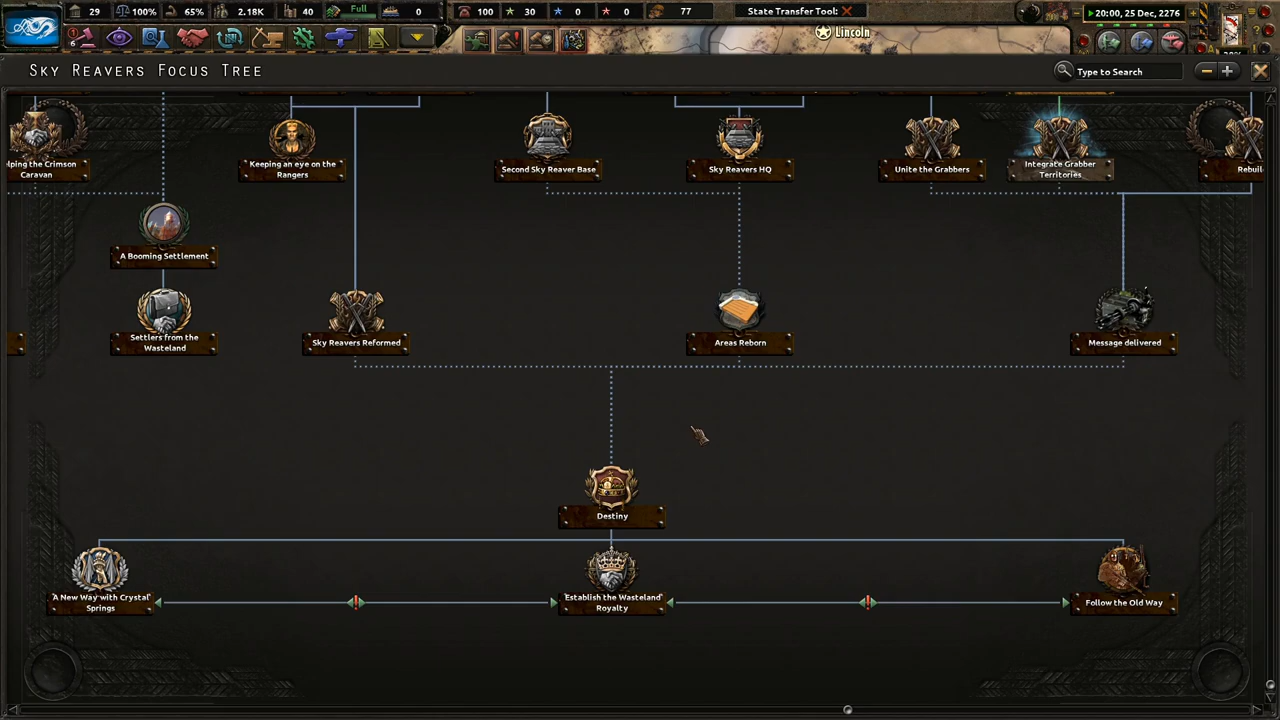 29
100%
65%
2.18K
40
Full
0
100
30
0
0
77
State Transfer Tool:
20:00, 25 Dec, 2276
6
Lincoln
Sky Reavers Focus Tree
Type to Search
elping the Crimson
Caravan
Keeping an eye on the
Rangers
Second Sky Reaver Base
Sky Reavers HQ
Unite the Grabbers
Integrate Grabber
Territories
Rebuil
A Booming Settlement
Settlers from the
Wasteland
Sky Reavers Reformed
Areas Reborn
Message delivered
Destiny
A New Way with Crystal
Springs
Establish the Wasteland
Royalty
Follow the Old Way